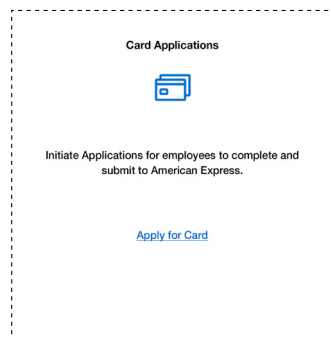 Card Applications
Initiate Applications for employees to complete and
submit to American Express.
Apply for Card